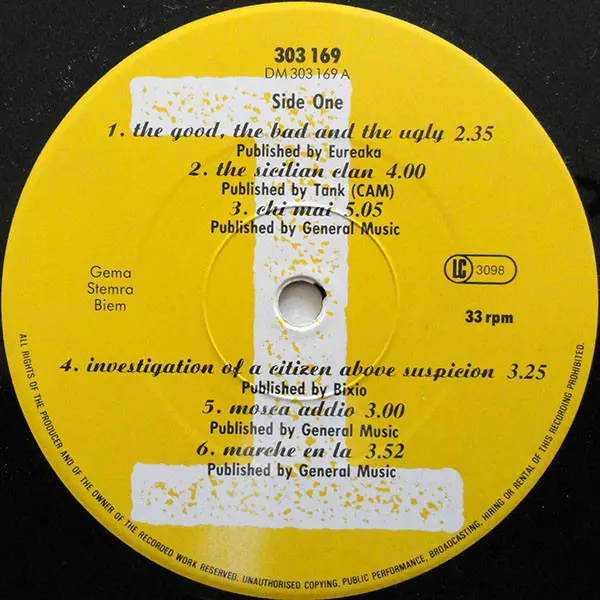 303 169
DM 303 169 A
Side One
1. the good, the bad and the ugly 2.35
Published by Eureaka
2. the sicilian clan 4.00
Published by Tank (CAM)
3. chi mai 5.05
Published by General Music
Gema
Stemra
Biem
LC 3098
33 rpm
4. investigation of a citizen above suspicion 3.25
Published by Bixio
5. mosca addio 3.00
Published by General Music
6. marche en la 3.52
Published by General Music
ALL RIGHTS OF THE PRODUCER AND OF THE OWNER OF THE RECORDED WORK RESERVED, UNAUTHORISED COPYING, PUBLIC PERFORMANCE, BROADCASTING, HIRING OR RENTAL OF THIS RECORDING PROHIBITED.